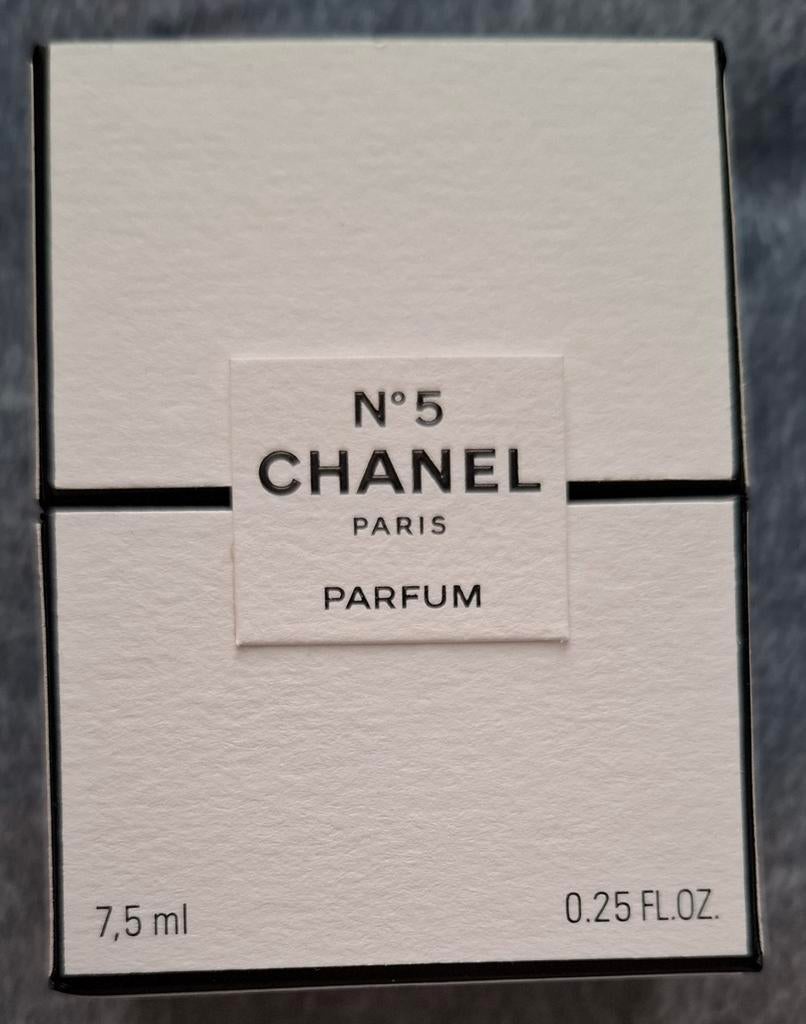 N°5
CHANEL
PARIS
PARFUM
7,5 ml
0.25 FL.OZ.